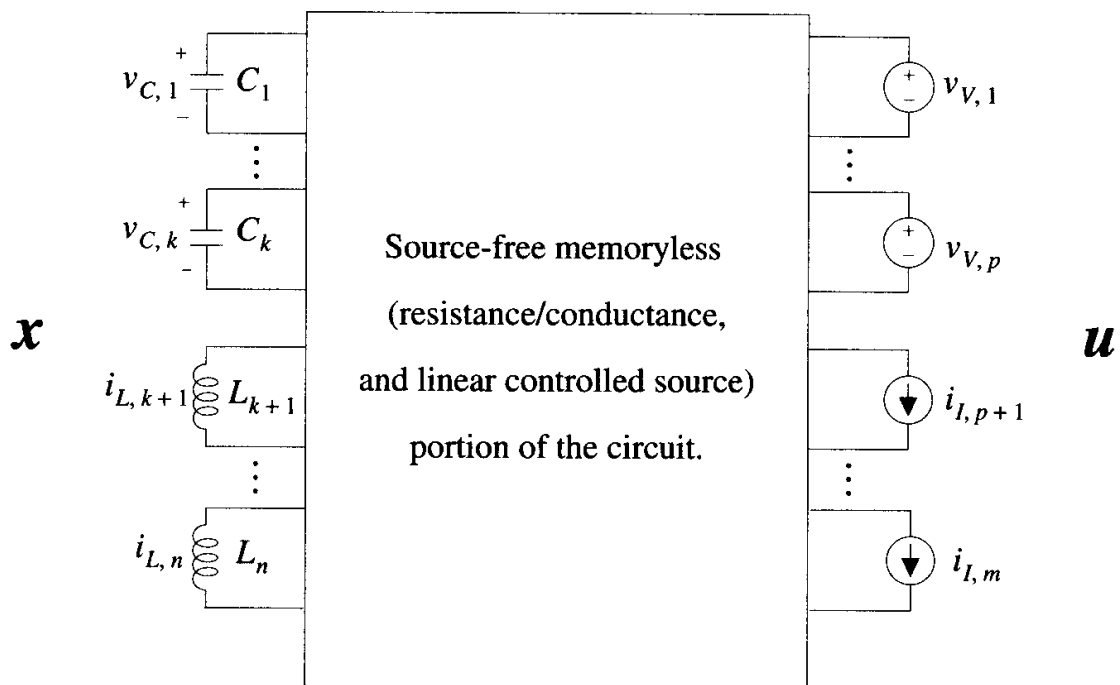 +
v_{C, 1} C_1
−
+
−
v_{V, 1}
+
v_{C, k} C_k
−
+
−
v_{V, p}
Source-free memoryless
(resistance/conductance,
and linear controlled source)
portion of the circuit.
x
u
i_{L, k+1} L_{k+1}
i_{I, p+1}
i_{L, n} L_n
i_{I, m}